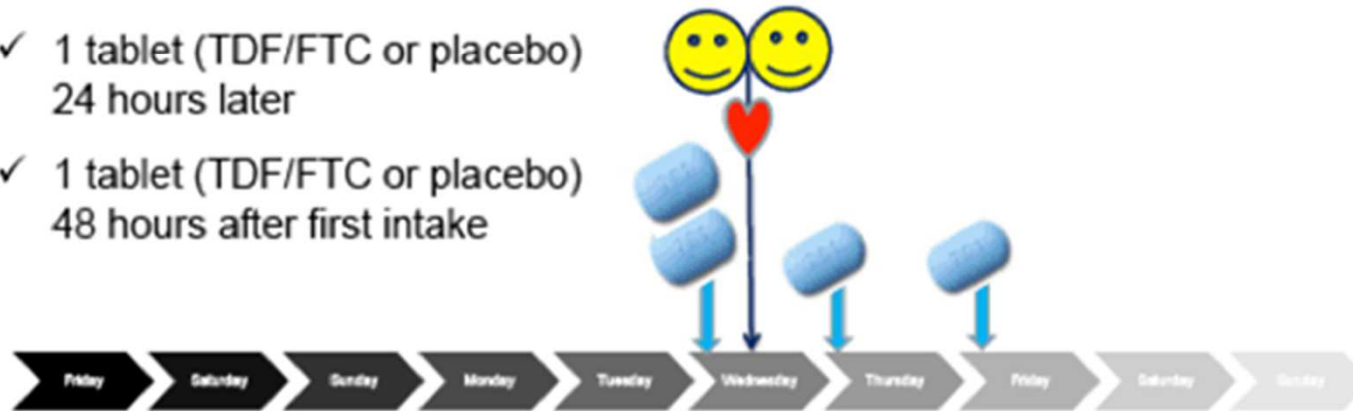 ✓ 1 tablet (TDF/FTC or placebo)
24 hours later
✓ 1 tablet (TDF/FTC or placebo)
48 hours after first intake
Friday
Saturday
Sunday
Monday
Tuesday
Wednesday
Thursday
Friday
Saturday
Sunday